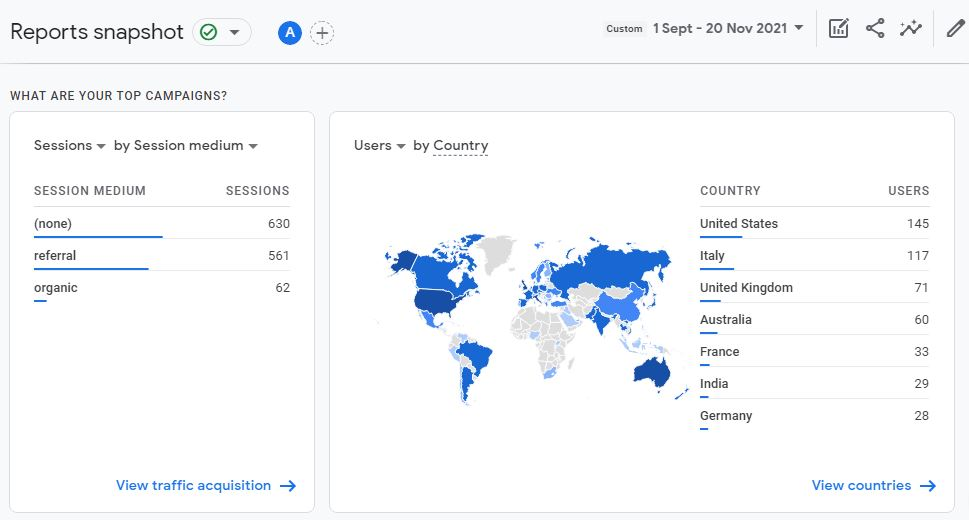 Reports snapshot
A
Custom 1 Sept - 20 Nov 2021
WHAT ARE YOUR TOP CAMPAIGNS?
Sessions by Session medium
SESSION MEDIUM SESSIONS
(none) 630
referral 561
organic 62
View traffic acquisition
Users by Country
COUNTRY USERS
United States 145
Italy 117
United Kingdom 71
Australia 60
France 33
India 29
Germany 28
View countries